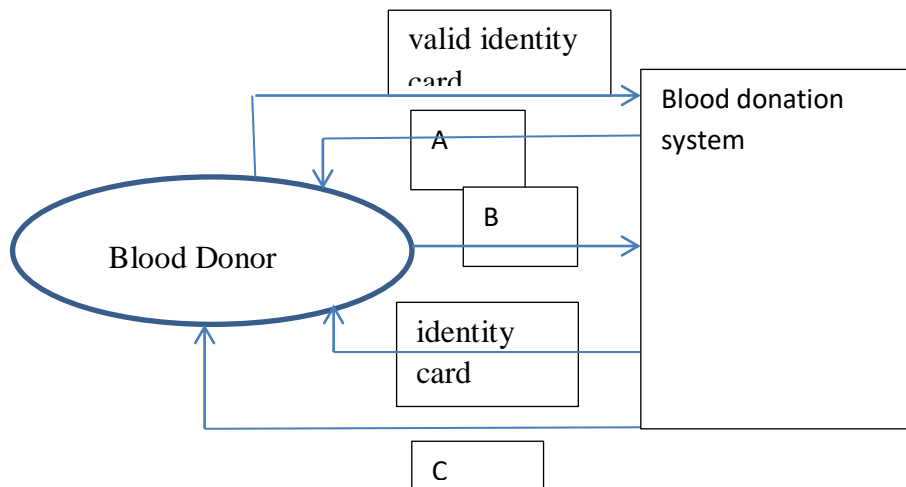 valid identity
card
Blood donation
system
A
B
Blood Donor
identity
card
C